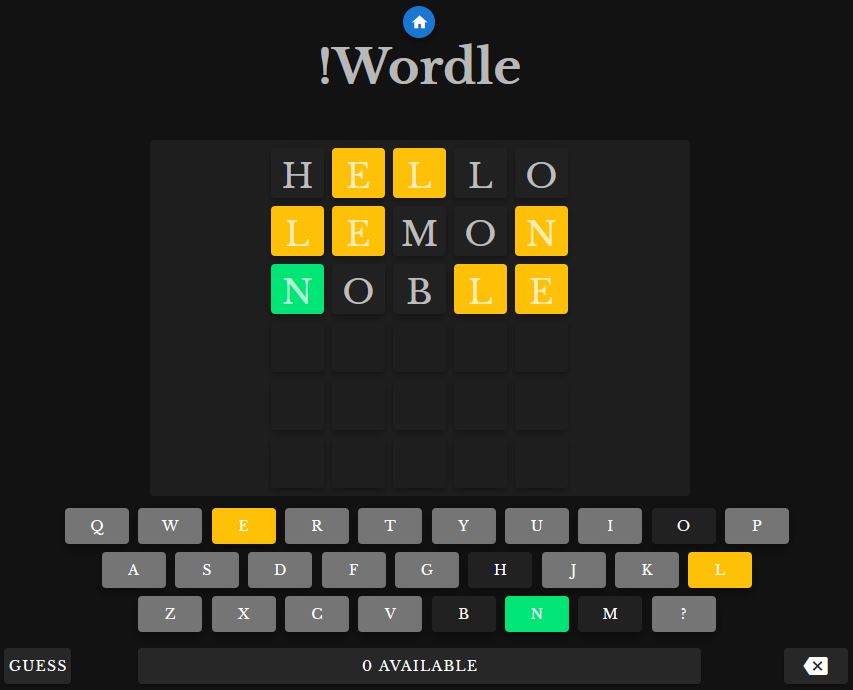 !Wordle
H E L L O
L E M O N
N O B L E
Q W E R T Y U I O P
A S D F G H J K L
Z X C V B N M ?
GUESS 0 AVAILABLE